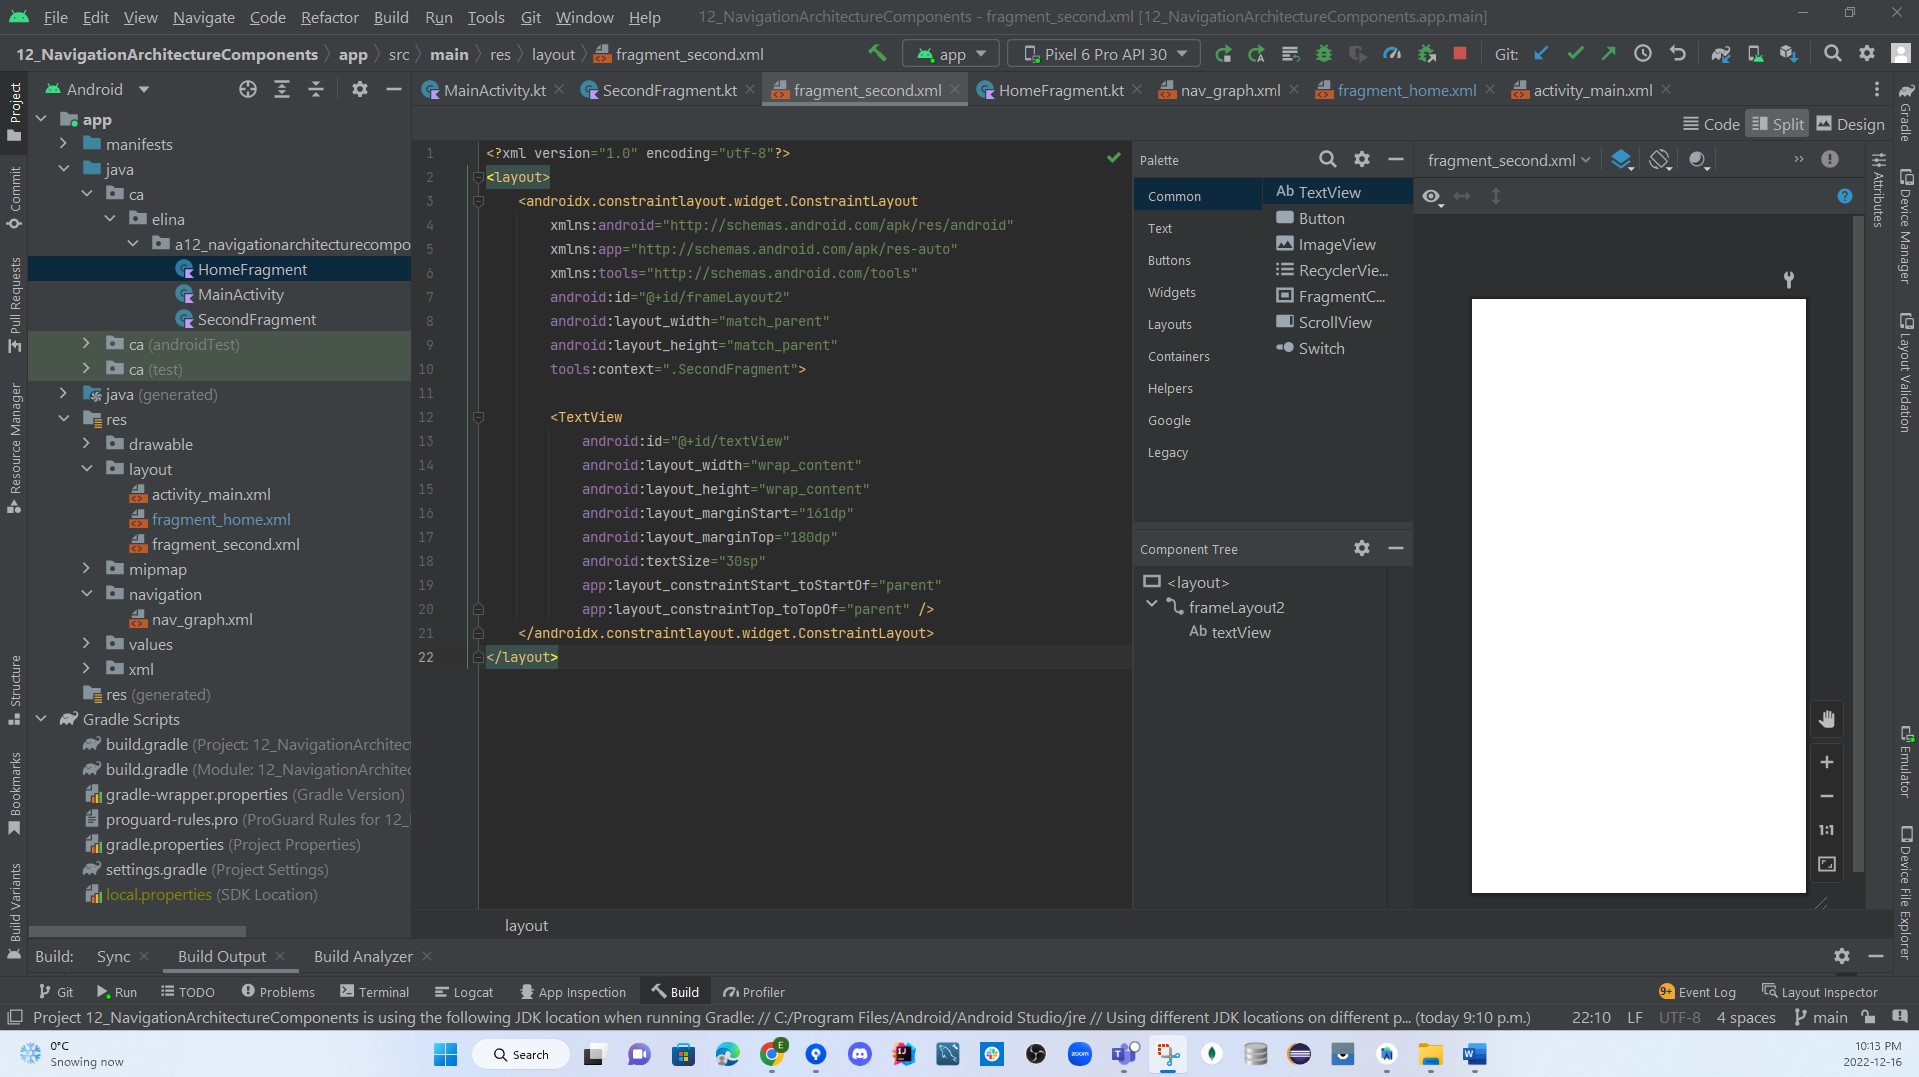 File Edit View Navigate Code Refactor Build Run Tools Git Window Help 12_NavigationArchitectureComponents - fragment_second.xml [12_NavigationArchitectureComponents.app.main]
12_NavigationArchitectureComponents app src main res layout fragment_second.xml app Pixel 6 Pro API 30 Git:
Project
Commit
Pull Requests
Resource Manager
Structure
Bookmarks
Build Variants
Android
app
manifests
java
ca
elina
a12_navigationarchitecturecompo
HomeFragment
MainActivity
SecondFragment
ca (androidTest)
ca (test)
java (generated)
res
drawable
layout
activity_main.xml
fragment_home.xml
fragment_second.xml
mipmap
navigation
nav_graph.xml
values
xml
res (generated)
Gradle Scripts
build.gradle (Project: 12_NavigationArchitect
build.gradle (Module: 12_NavigationArchitec
gradle-wrapper.properties (Gradle Version)
proguard-rules.pro (ProGuard Rules for 12_
gradle.properties (Project Properties)
settings.gradle (Project Settings)
local.properties (SDK Location)
MainActivity.kt SecondFragment.kt fragment_second.xml HomeFragment.kt nav_graph.xml fragment_home.xml activity_main.xml
Code Split Design
1 <?xml version="1.0" encoding="utf-8"?>
2 <layout>
3 <androidx.constraintlayout.widget.ConstraintLayout
4 xmlns:android="http://schemas.android.com/apk/res/android"
5 xmlns:app="http://schemas.android.com/apk/res-auto"
6 xmlns:tools="http://schemas.android.com/tools"
7 android:id="@+id/frameLayout2"
8 android:layout_width="match_parent"
9 android:layout_height="match_parent"
10 tools:context=".SecondFragment">
11
12 <TextView
13 android:id="@+id/textView"
14 android:layout_width="wrap_content"
15 android:layout_height="wrap_content"
16 android:layout_marginStart="161dp"
17 android:layout_marginTop="180dp"
18 android:textSize="30sp"
19 app:layout_constraintStart_toStartOf="parent"
20 app:layout_constraintTop_toTopOf="parent" />
21 </androidx.constraintlayout.widget.ConstraintLayout>
22 </layout>
layout
Palette
Common
Text
Buttons
Widgets
Layouts
Containers
Helpers
Google
Legacy
Ab TextView
Button
ImageView
RecyclerVie...
FragmentC...
ScrollView
Switch
Component Tree
<layout>
frameLayout2
Ab textView
fragment_second.xml
1:1
Attributes
Gradle
Device Manager
Layout Validation
Emulator
Device File Explorer
Build: Sync Build Output Build Analyzer
Git Run TODO Problems Terminal Logcat App Inspection Build Profiler 9+ Event Log Layout Inspector
Project 12_NavigationArchitectureComponents is using the following JDK location when running Gradle: // C:/Program Files/Android/Android Studio/jre // Using different JDK locations on different p... (today 9:10 p.m.) 22:10 LF UTF-8 4 spaces main
0°C
Snowing now
Search
E
zoom
10:13 PM
2022-12-16